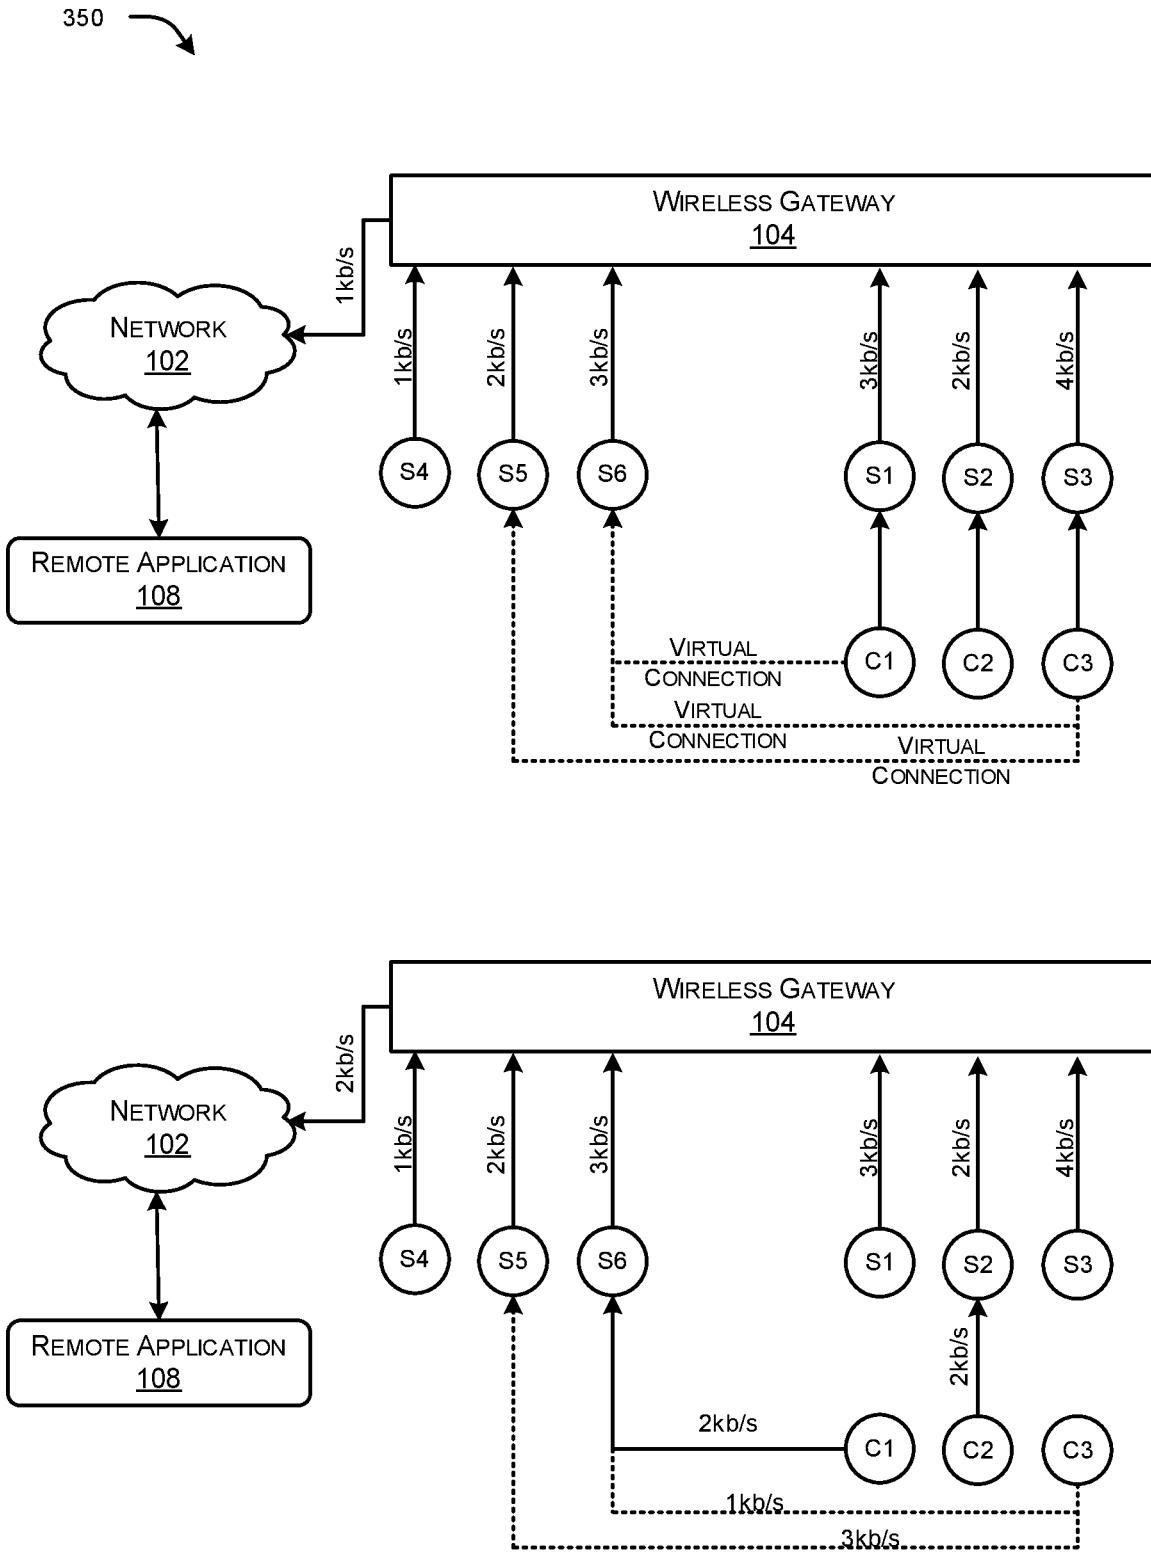 350
WIRELESS GATEWAY
104
1kb/s
1kb/s
2kb/s
3kb/s
3kb/s
2kb/s
4kb/s
NETWORK
102
S4
S5
S6
S1
S2
S3
REMOTE APPLICATION
108
VIRTUAL
CONNECTION
C1
C2
C3
VIRTUAL
CONNECTION
VIRTUAL
CONNECTION
WIRELESS GATEWAY
104
2kb/s
1kb/s
2kb/s
3kb/s
3kb/s
2kb/s
4kb/s
NETWORK
102
S4
S5
S6
S1
S2
S3
REMOTE APPLICATION
108
2kb/s
2kb/s
C1
C2
C3
1kb/s
3kb/s